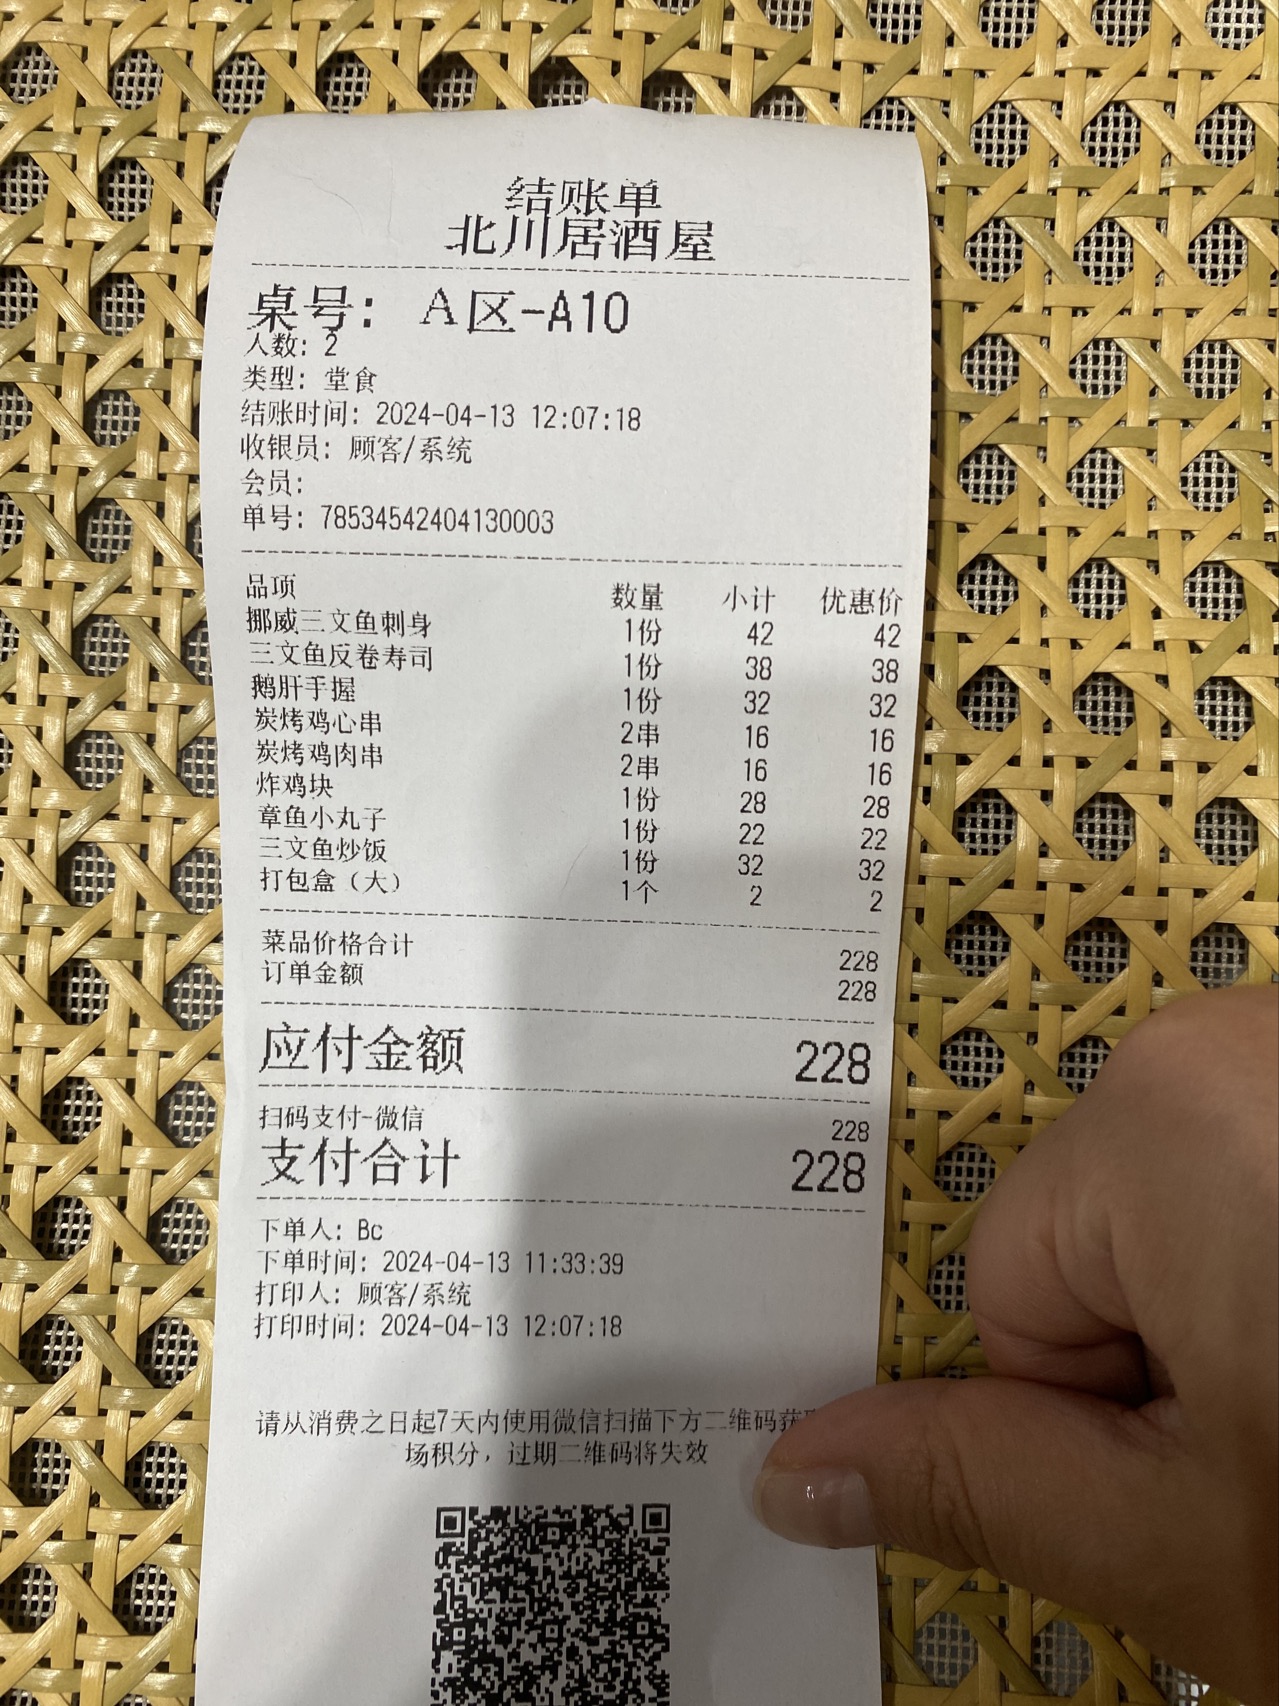 结账单
北川居酒屋
桌号： A区-A10
人数：2
类型：堂食
结账时间：2024-04-13 12:07:18
收银员：顾客/系统
会员：
单号：78534542404130003
品项 数量 小计 优惠价
挪威三文鱼刺身 1份 42 42
三文鱼反卷寿司 1份 38 38
鹅肝手握 1份 32 32
炭烤鸡心串 2串 16 16
炭烤鸡肉串 2串 16 16
炸鸡块 1份 28 28
章鱼小丸子 1份 22 22
三文鱼炒饭 1份 32 32
打包盒（大） 1个 2 2
菜品价格合计 228
订单金额 228
应付金额 228
扫码支付-微信 228
支付合计 228
下单人：Bc
下单时间：2024-04-13 11:33:39
打印人：顾客/系统
打印时间：2024-04-13 12:07:18
请从消费之日起7天内使用微信扫描下方二维码获
场积分，过期二维码将失效